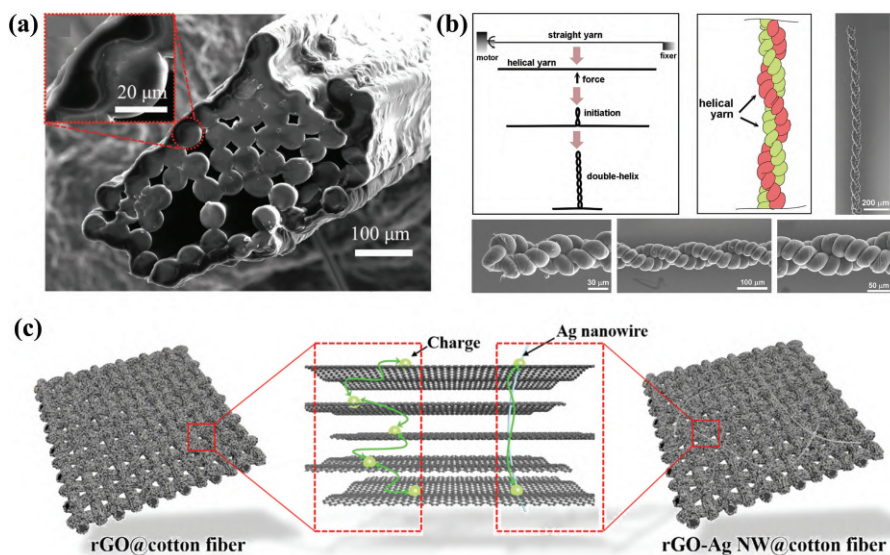 (a)
20 μm
100 μm
(b)
straight yarn
motor
fixer
helical yarn
force
initiation
double-helix
helical
yarn
200 μm
30 μm
100 μm
50 μm
(c)
Charge
Ag nanowire
rGO@cotton fiber
rGO-Ag NW@cotton fiber